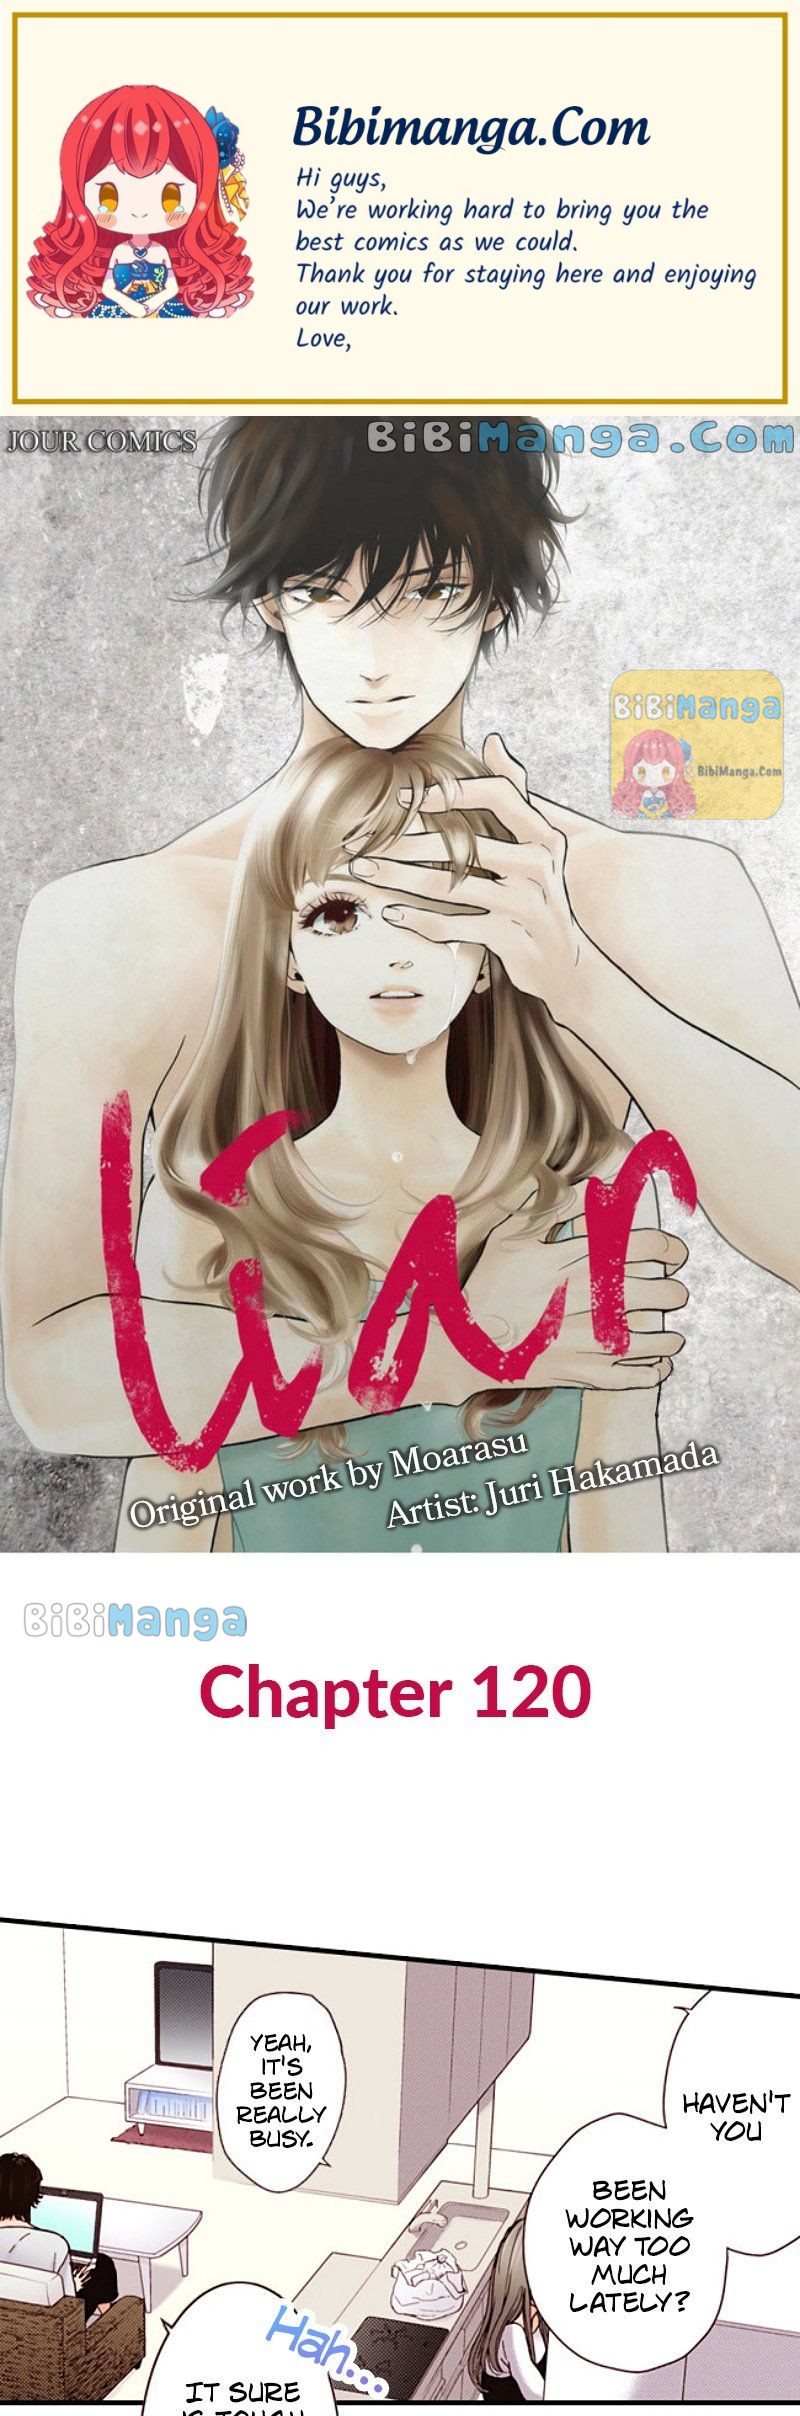 Bibimanga.Com
Hi guys,
We're working hard to bring you the
best comics as we could.
Thank you for staying here and enjoying
our work.
Love,
JOUR COMICS
BiBiManga.Com
BiBiManga
BibiManga.Com
liar
Original work by Moarasu
Artist: Juri Hakamada
BiBiManga
Chapter 120
HAVEN'T
YOU
BEEN
WORKING
WAY TOO
MUCH
LATELY?
YEAH,
IT'S
BEEN
REALLY
BUSY.
Hah...
IT SURE